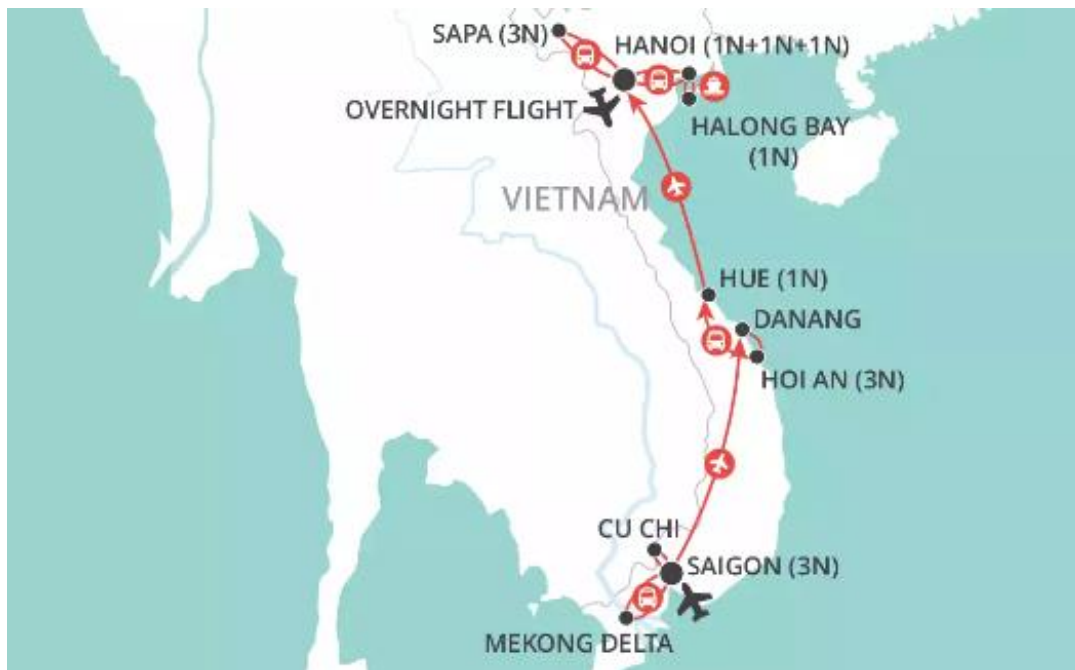 SAPA (3N)
HANOI (1N+1N+1N)
OVERNIGHT FLIGHT
HALONG BAY
(1N)
VIETNAM
HUE (1N)
DANANG
HOI AN (3N)
CU CHI
SAIGON (3N)
MEKONG DELTA